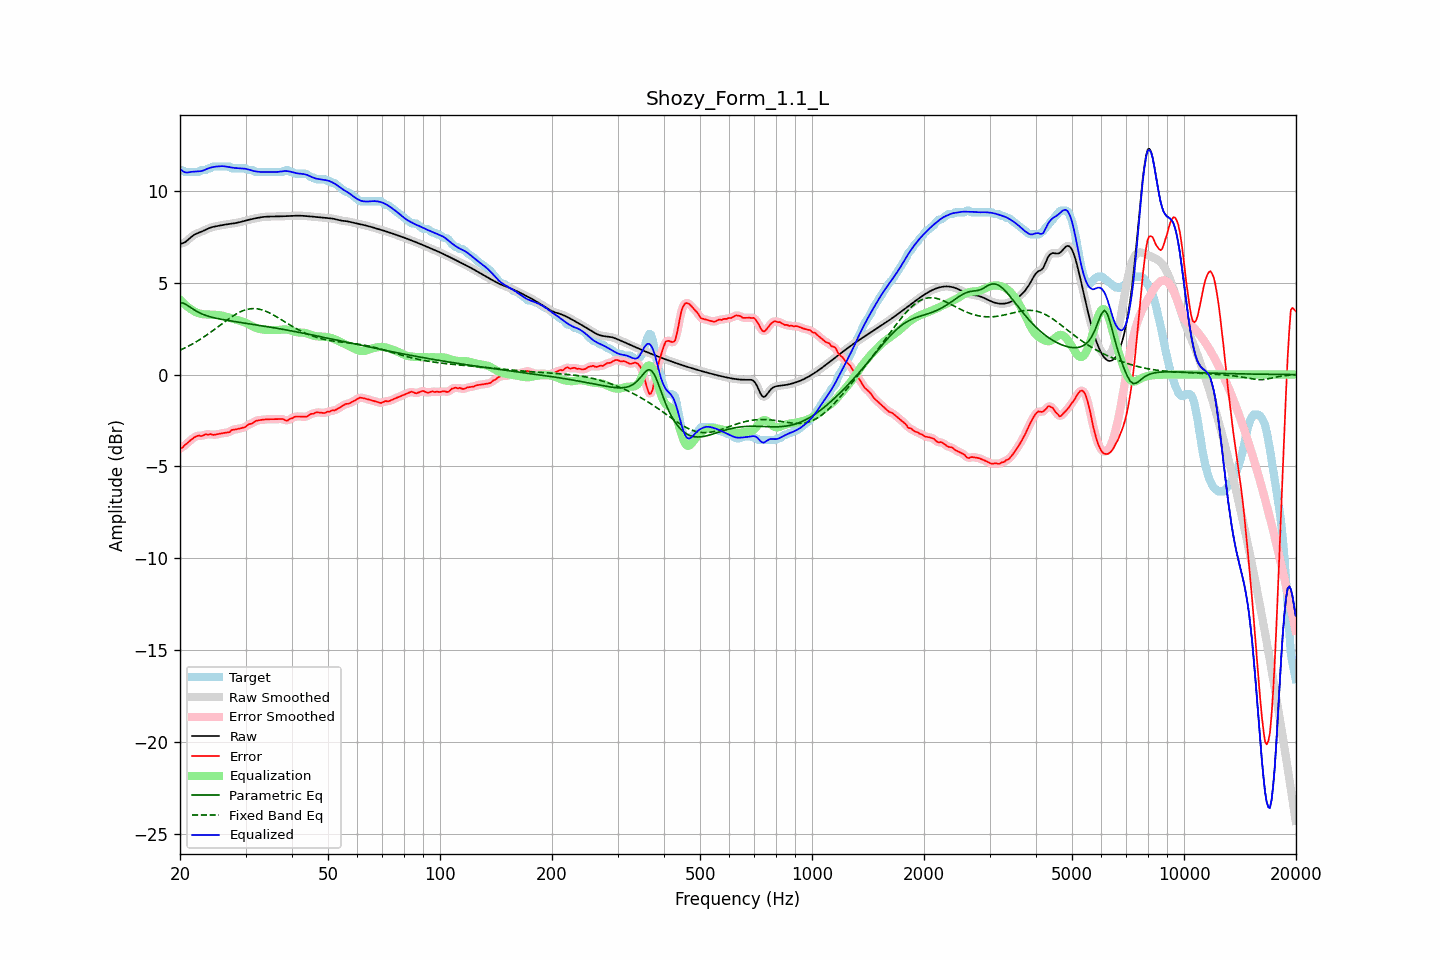 Shozy_Form_1.1_L
Amplitude (dBr)
10
5
0
−5
−10
−15
−20
−25
Target
Raw Smoothed
Error Smoothed
Raw
Error
Equalization
Parametric Eq
Fixed Band Eq
Equalized
20
50
100
200
500
1000
2000
5000
10000
20000
Frequency (Hz)